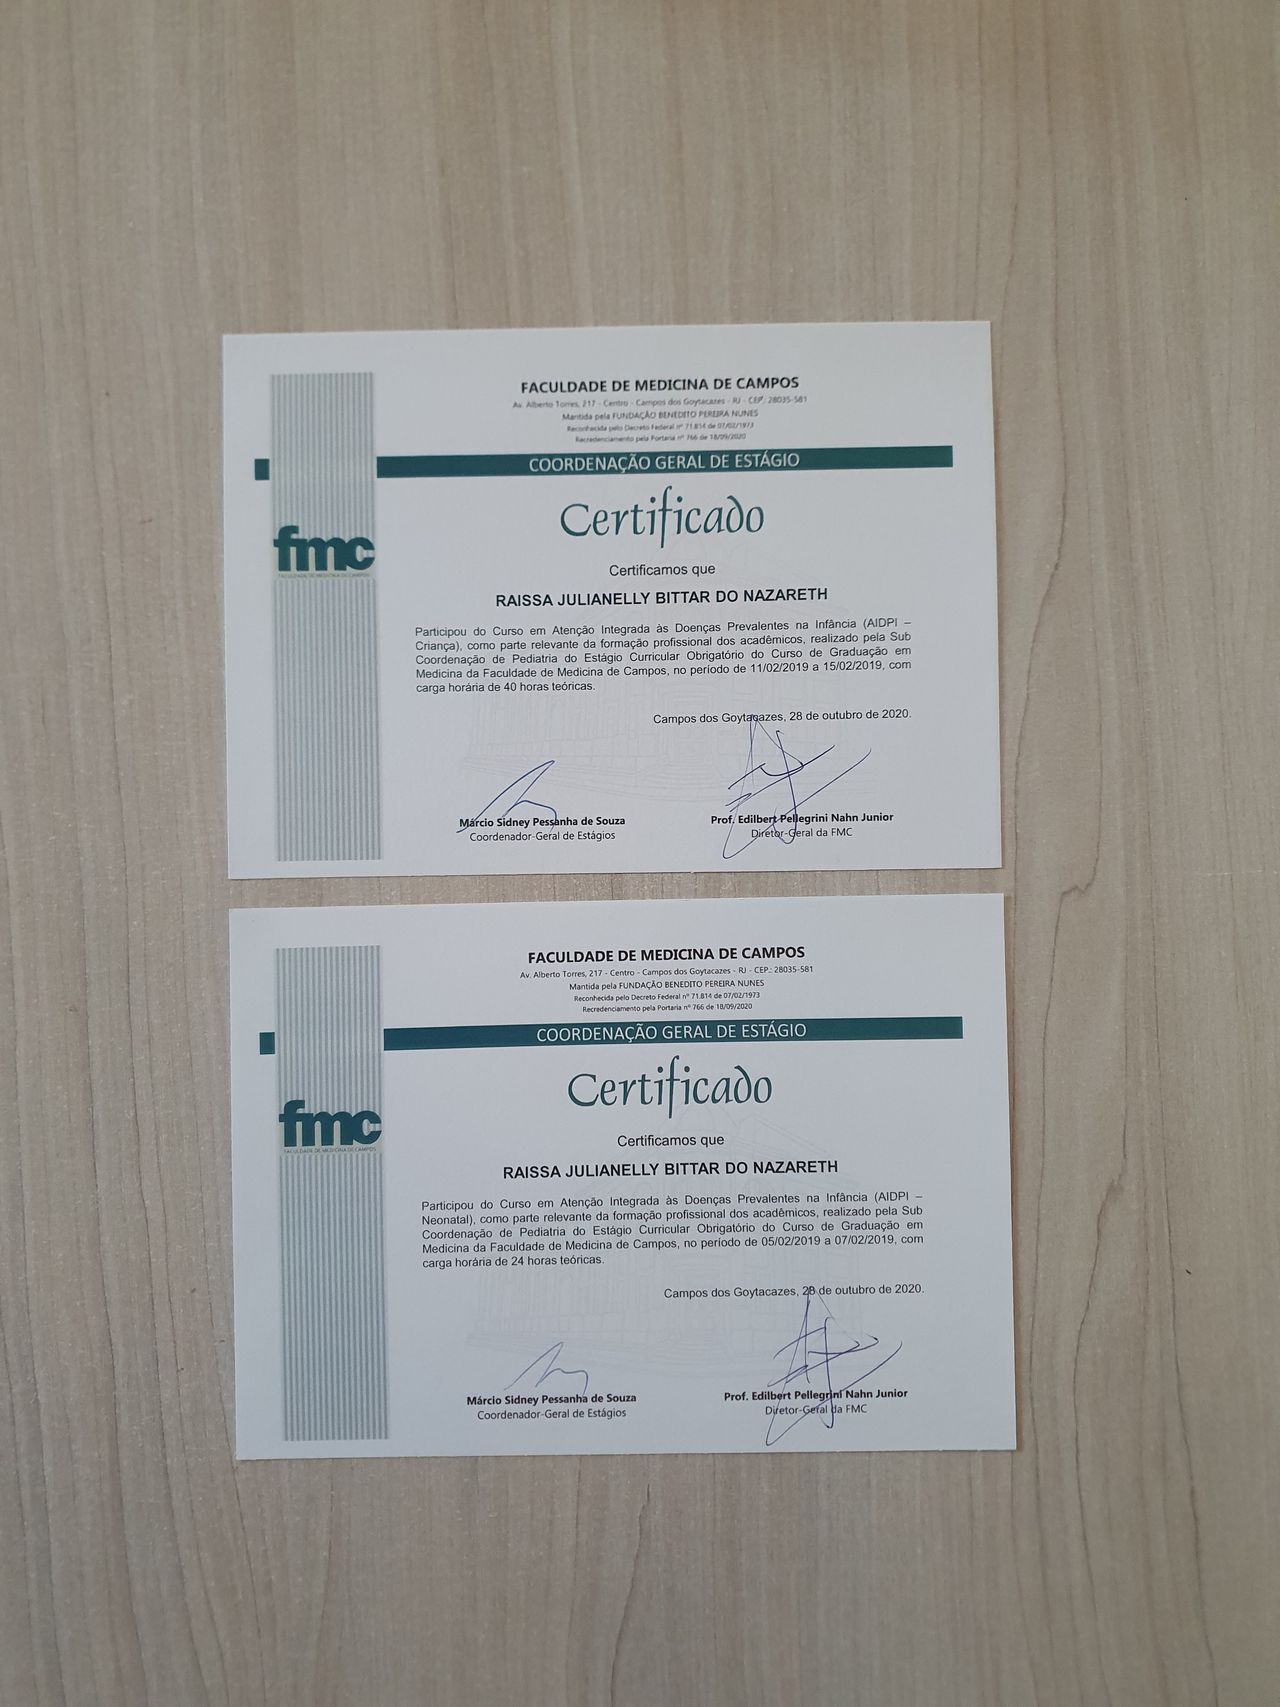 FACULDADE DE MEDICINA DE CAMPOS
Av. Alberto Torres, 217 - Centro - Campos dos Goytacazes - RJ - CEP.: 28035-581
Mantida pela FUNDAÇÃO BENEDITO PEREIRA NUNES
Reconhecida pelo Decreto Federal nº 71.814 de 07/02/1973
Recredenciamento pela Portaria nº 766 de 18/09/2020
COORDENAÇÃO GERAL DE ESTÁGIO
Certificado
fmc
FACULDADE DE MEDICINA DE CAMPOS
Certificamos que
RAISSA JULIANELLY BITTAR DO NAZARETH
Participou do Curso em Atenção Integrada às Doenças Prevalentes na Infância (AIDPI –
Criança), como parte relevante da formação profissional dos acadêmicos, realizado pela Sub
Coordenação de Pediatria do Estágio Curricular Obrigatório do Curso de Graduação em
Medicina da Faculdade de Medicina de Campos, no período de 11/02/2019 a 15/02/2019, com
carga horária de 40 horas teóricas.
Campos dos Goytacazes, 28 de outubro de 2020.
Márcio Sidney Pessanha de Souza
Coordenador-Geral de Estágios
Prof. Edilbert Pellegrini Nahn Junior
Diretor-Geral da FMC
FACULDADE DE MEDICINA DE CAMPOS
Av. Alberto Torres, 217 - Centro - Campos dos Goytacazes - RJ - CEP.: 28035-581
Mantida pela FUNDAÇÃO BENEDITO PEREIRA NUNES
Reconhecida pelo Decreto Federal nº 71.814 de 07/02/1973
Recredenciamento pela Portaria nº 766 de 18/09/2020
COORDENAÇÃO GERAL DE ESTÁGIO
Certificado
fmc
FACULDADE DE MEDICINA DE CAMPOS
Certificamos que
RAISSA JULIANELLY BITTAR DO NAZARETH
Participou do Curso em Atenção Integrada às Doenças Prevalentes na Infância (AIDPI –
Neonatal), como parte relevante da formação profissional dos acadêmicos, realizado pela Sub
Coordenação de Pediatria do Estágio Curricular Obrigatório do Curso de Graduação em
Medicina da Faculdade de Medicina de Campos, no período de 05/02/2019 a 07/02/2019, com
carga horária de 24 horas teóricas.
Campos dos Goytacazes, 28 de outubro de 2020.
Márcio Sidney Pessanha de Souza
Coordenador-Geral de Estágios
Prof. Edilbert Pellegrini Nahn Junior
Diretor-Geral da FMC